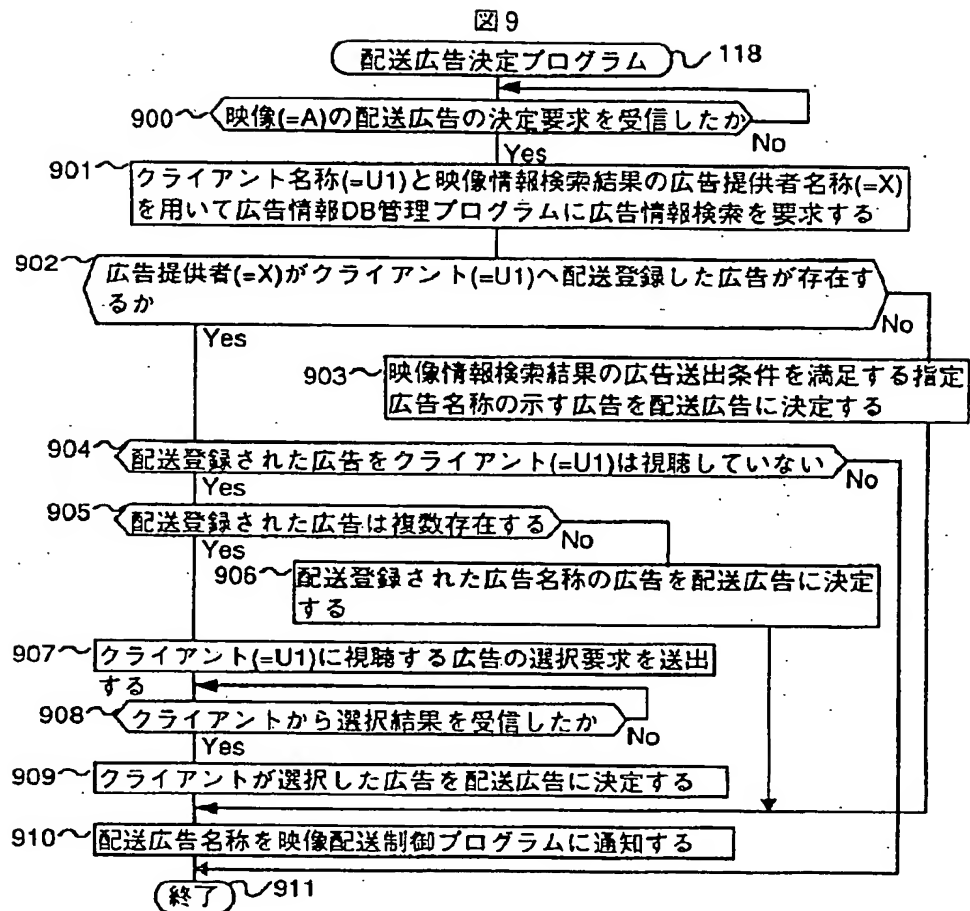 図9
配送広告決定プログラム 118
900 映像(=A)の配送広告の決定要求を受信したか
No
Yes
901 クライアント名称(=U1)と映像情報検索結果の広告提供者名称(=X)
を用いて広告情報DB管理プログラムに広告情報検索を要求する
902 広告提供者(=X)がクライアント(=U1)へ配送登録した広告が存在す
るか
No
Yes
903 映像情報検索結果の広告送出条件を満足する指定
広告名称の示す広告を配送広告に決定する
904 配送登録された広告をクライアント(=U1)は視聴していない
No
Yes
905 配送登録された広告は複数存在する
No
Yes
906 配送登録された広告名称の広告を配送広告に決定
する
907 クライアント(=U1)に視聴する広告の選択要求を送出
する
908 クライアントから選択結果を受信したか
No
Yes
909 クライアントが選択した広告を配送広告に決定する
910 配送広告名称を映像配送制御プログラムに通知する
終了 911